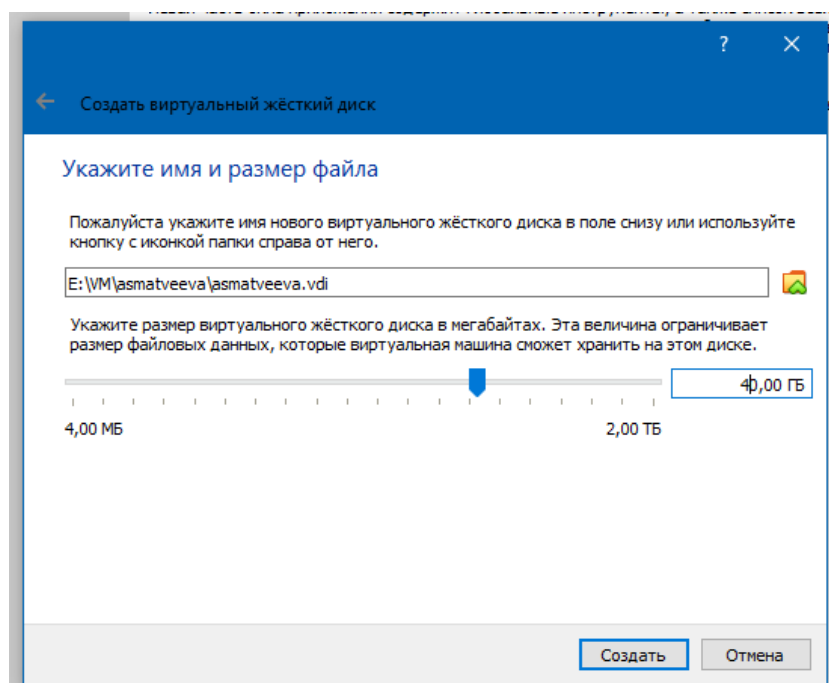 ?
Создать виртуальный жёсткий диск
Укажите имя и размер файла
Пожалуйста укажите имя нового виртуального жёсткого диска в поле снизу или используйте
кнопку с иконкой папки справа от него.
E:\VM\asmatveeva\asmatveeva.vdi
Укажите размер виртуального жёсткого диска в мегабайтах. Эта величина ограничивает
размер файловых данных, которые виртуальная машина сможет хранить на этом диске.
40,00 ГБ
4,00 МБ 2,00 ТБ
Создать Отмена